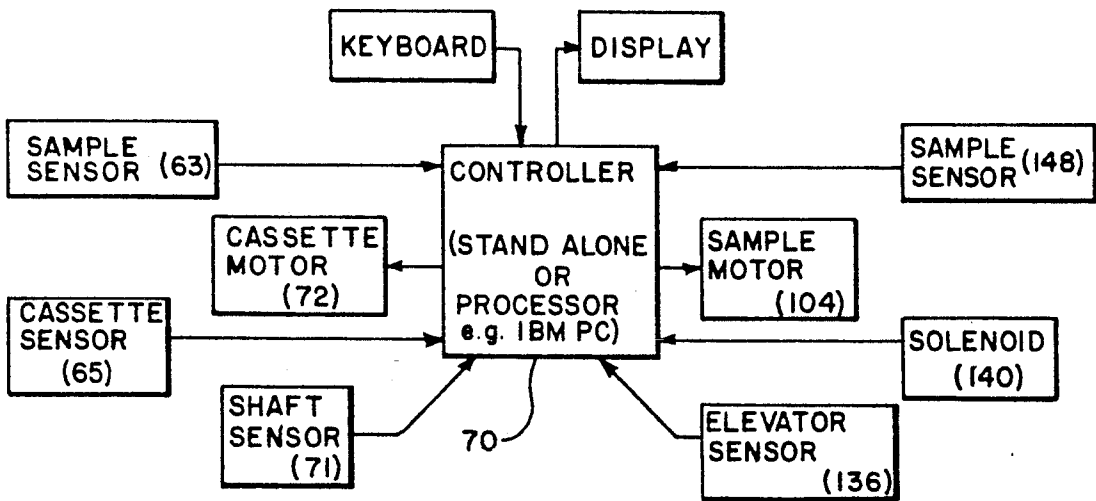 KEYBOARD
DISPLAY
SAMPLE
SENSOR (63)
CONTROLLER
(STAND ALONE
OR
PROCESSOR
e.g. IBM PC)
SAMPLE
SENSOR (148)
CASSETTE
MOTOR
(72)
SAMPLE
MOTOR
(104)
CASSETTE
SENSOR
(65)
SOLENOID
(140)
SHAFT
SENSOR
(71)
70
ELEVATOR
SENSOR
(136)